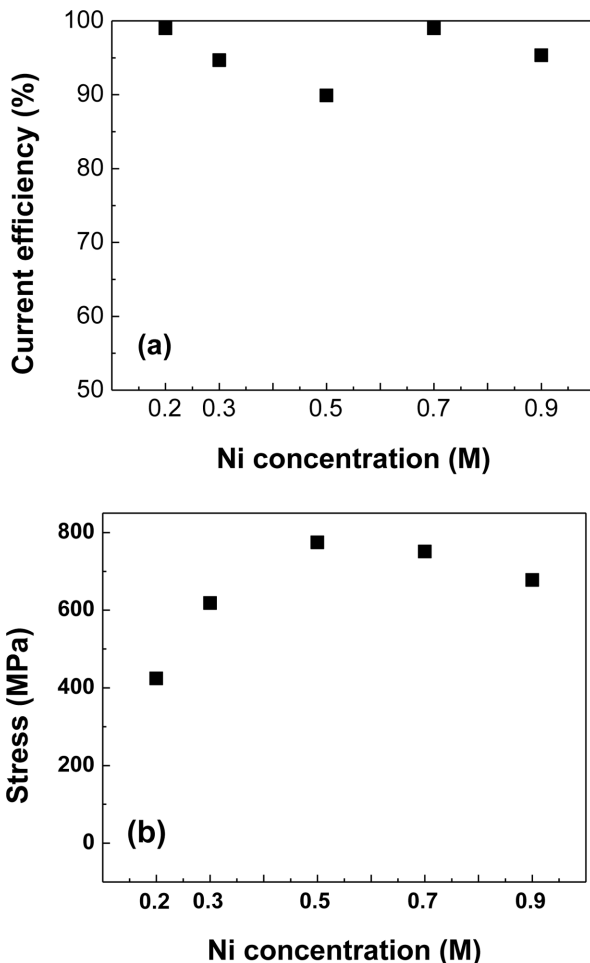 100
90
80
70
60
50
Current efficiency (%)
(a)
0.2 0.3 0.5 0.7 0.9
Ni concentration (M)
800
600
400
200
0
Stress (MPa)
(b)
0.2 0.3 0.5 0.7 0.9
Ni concentration (M)